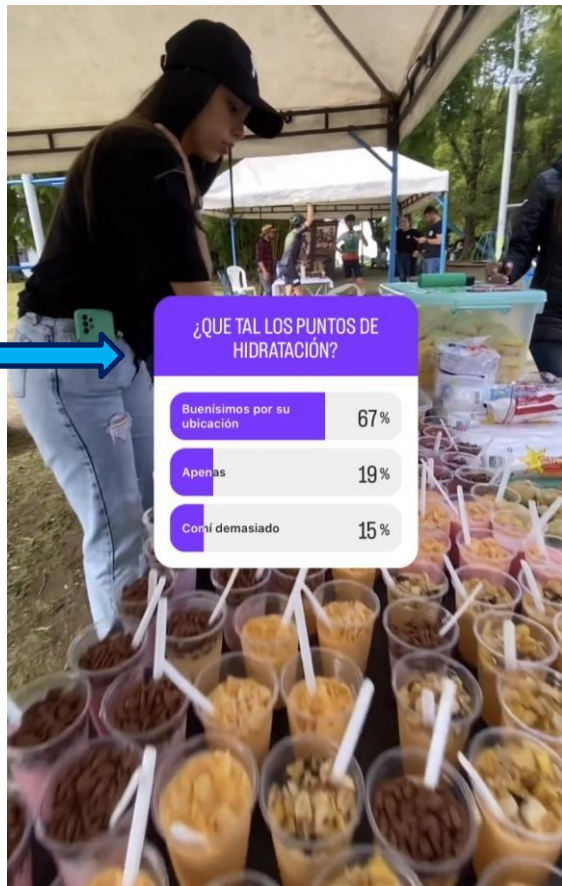 ¿QUE TAL LOS PUNTOS DE
HIDRATACIÓN?
Buenísimos por su
ubicación
67%
Apenas
19%
Comí demasiado
15%